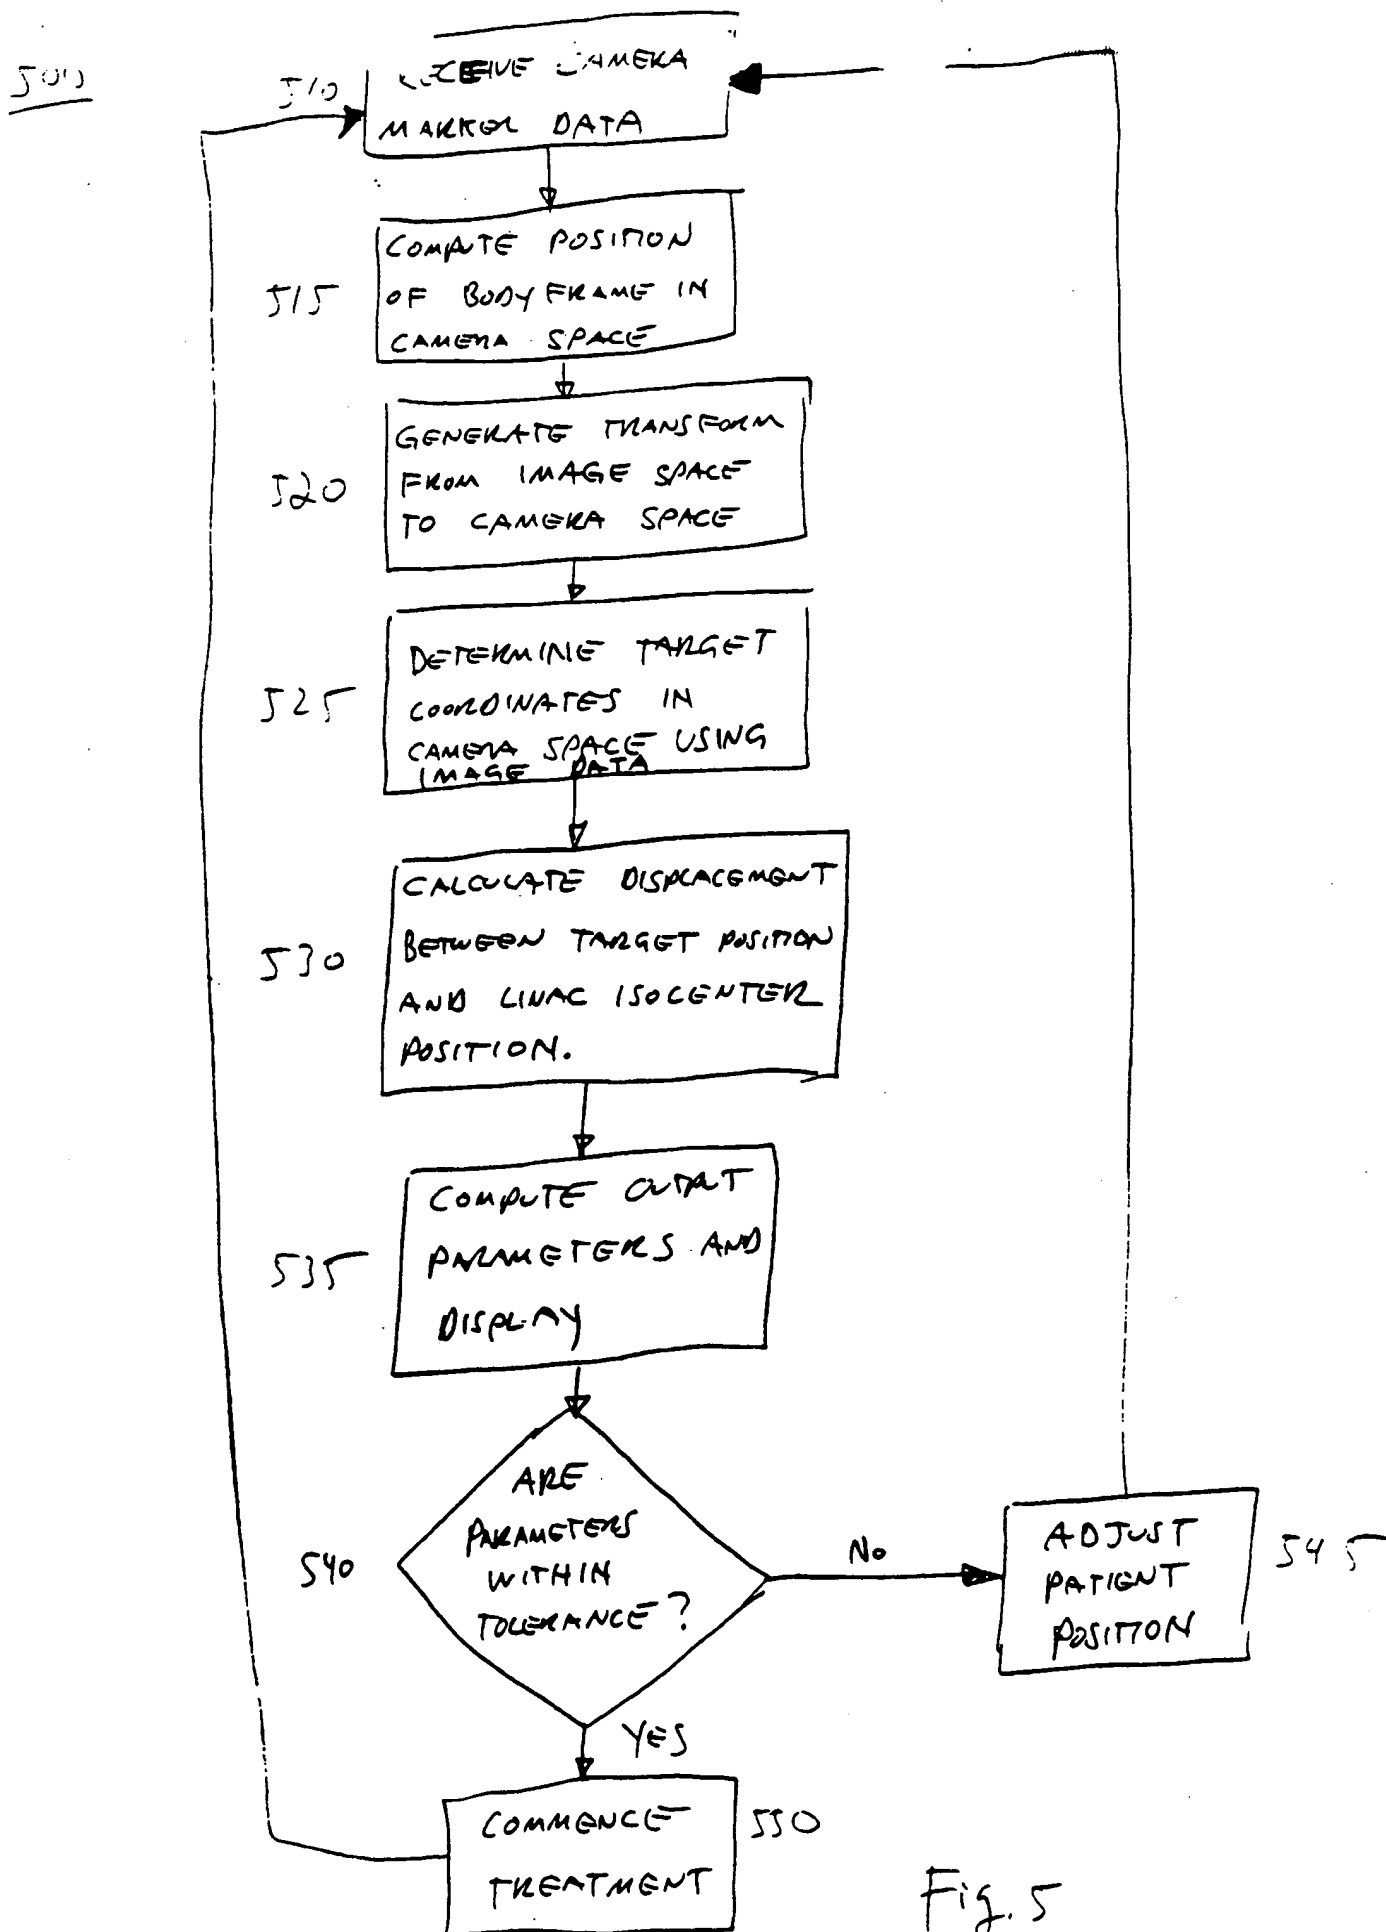 500
510
RECEIVE CAMERA
MARKER DATA
515
COMPUTE POSITION
OF BODY FRAME IN
CAMERA SPACE
520
GENERATE TRANSFORM
FROM IMAGE SPACE
TO CAMERA SPACE
525
DETERMINE TARGET
COORDINATES IN
CAMERA SPACE USING
IMAGE DATA
530
CALCULATE DISPLACEMENT
BETWEEN TARGET POSITION
AND LINAC ISOCENTER
POSITION.
535
COMPUTE OUTPUT
PARAMETERS AND
DISPLAY
540
ARE
PARAMETERS
WITHIN
TOLERANCE?
NO
ADJUST
PATIENT
POSITION
545
YES
COMMENCE
TREATMENT
550
Fig. 5